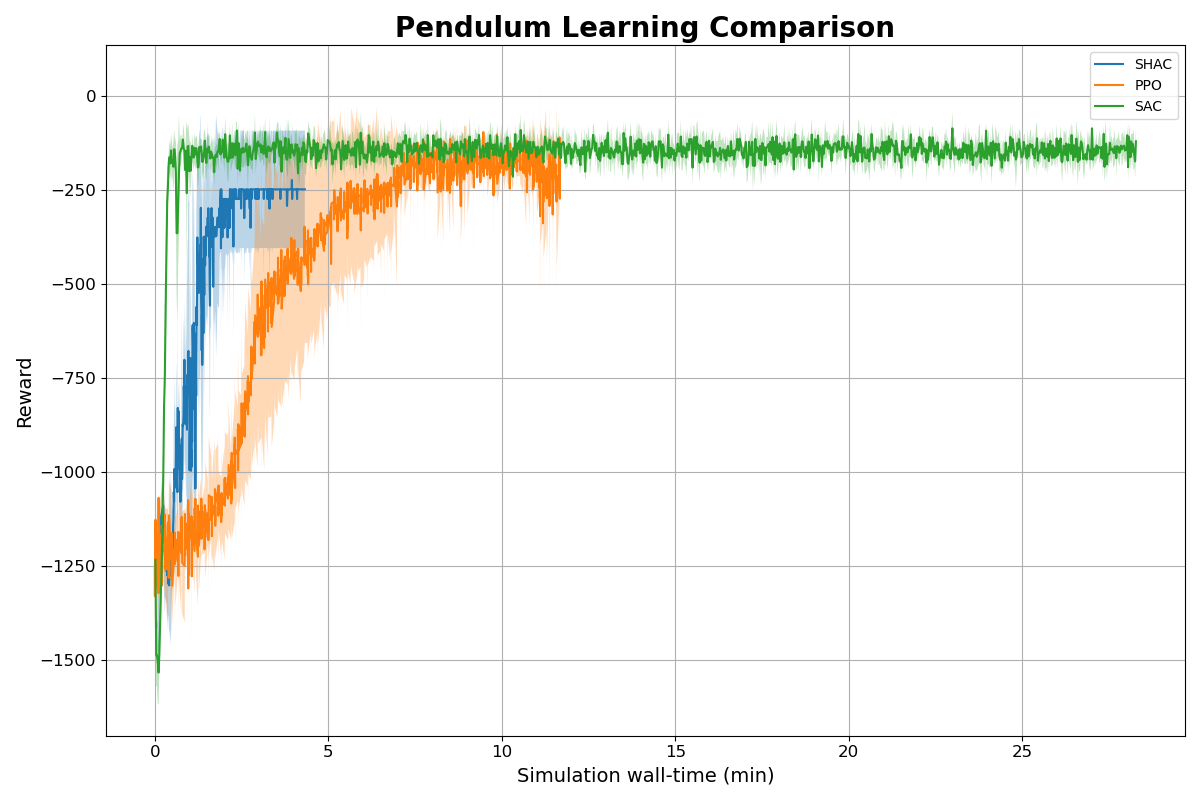 Pendulum Learning Comparison
SHAC
PPO
SAC
0
−250
−500
−750
−1000
−1250
−1500
Reward
0
5
10
15
20
25
Simulation wall-time (min)